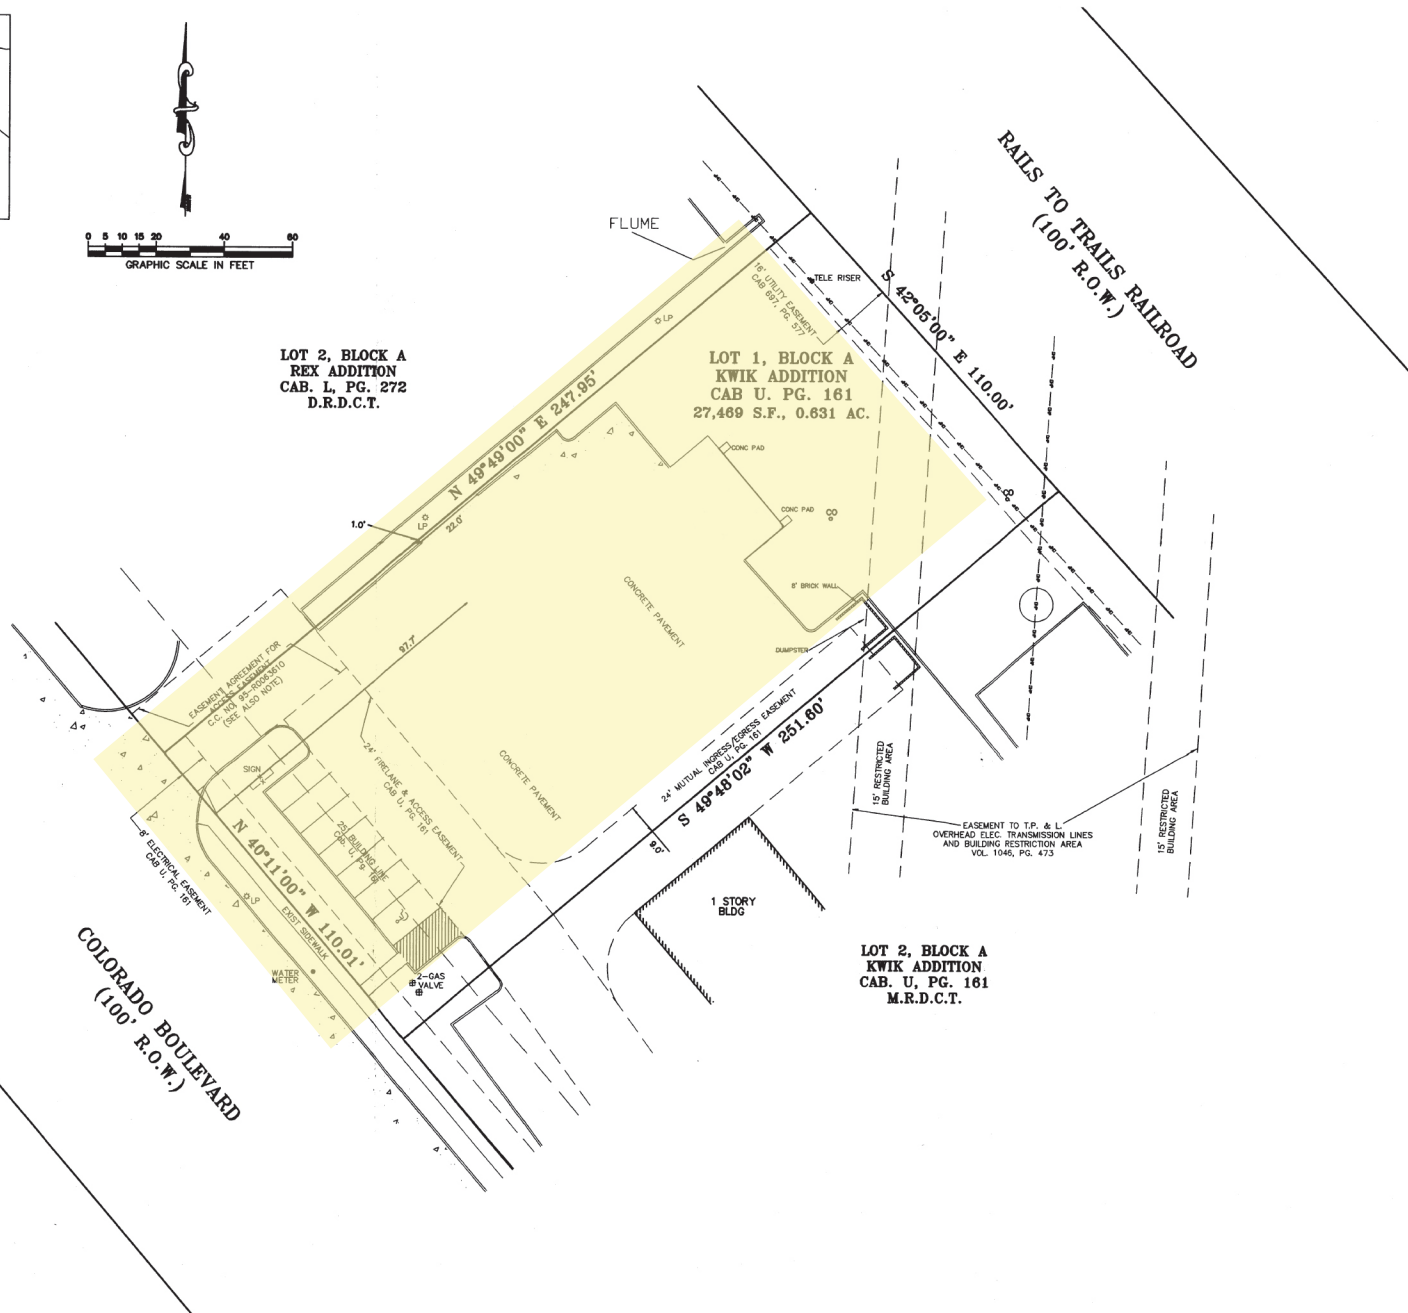 0 5 10 15 20 40 60
GRAPHIC SCALE IN FEET
FLUME
RAILS TO TRAILS RAILROAD
(100' R.O.W.)
TELE RISER
S 42°05'00" E 110.00'
16' UTILITY EASEMENT
CAB 697, PG. 577
LP
LOT 2, BLOCK A
REX ADDITION
CAB. L, PG. 272
D.R.D.C.T.
LOT 1, BLOCK A
KWIK ADDITION
CAB U. PG. 161
27,469 S.F., 0.631 AC.
N 49°49'00" E 247.95'
CONC PAD
CONC PAD
CO
CO
LP
1.0'
22.0'
8' BRICK WALL
CONCRETE PAVEMENT
DUMPSTER
97.7'
EASEMENT AGREEMENT FOR
ACCESS EASEMENT
C.C. NO. 95-R0063610
(SEE ALSO NOTE)
24' MUTUAL INGRESS/EGRESS EASEMENT
CAB U, PG. 161
S 49°48'02" W 251.60'
SIGN
24' FIRELANE & ACCESS EASEMENT
CAB U, PG. 161
CONCRETE PAVEMENT
15' RESTRICTED
BUILDING AREA
15' RESTRICTED
BUILDING AREA
EASEMENT TO T.P. & L.
OVERHEAD ELEC. TRANSMISSION LINES
AND BUILDING RESTRICTION AREA
VOL. 1046, PG. 473
25' BUILDING LINE
Cab. U, Pg. 161
9.0'
8' ELECTRICAL EASEMENT
CAB U, PG. 161
N 40°11'00" W 110.01'
LP
EXIST SIDEWALK
1 STORY
BLDG
WATER
METER
2-GAS
VALVE
LOT 2, BLOCK A
KWIK ADDITION
CAB. U, PG. 161
M.R.D.C.T.
COLORADO BOULEVARD
(100' R.O.W.)